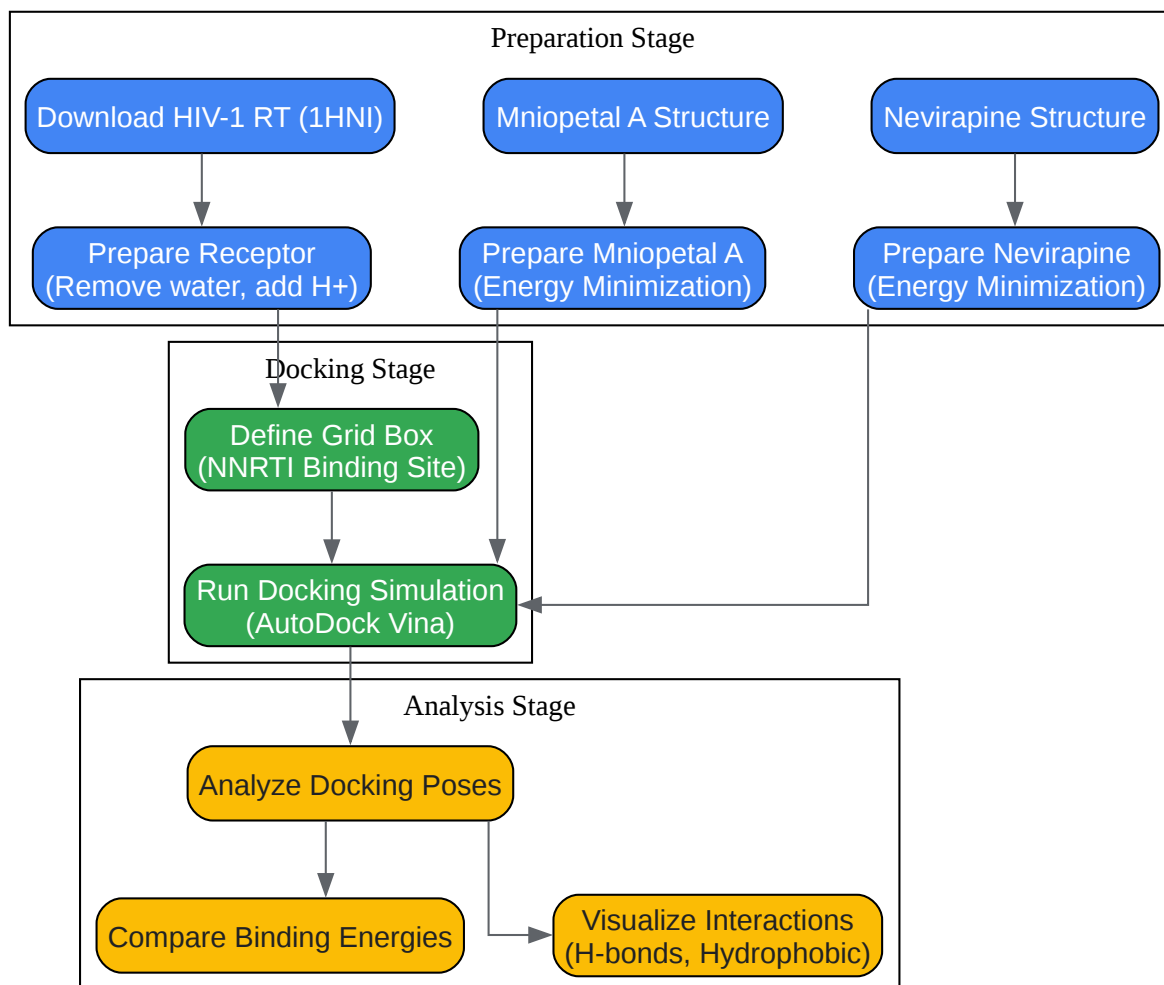 Preparation Stage
Download HIV-1 RT (1HNI)
Mniopetal A Structure
Nevirapine Structure
Prepare Receptor
(Remove water, add H+)
Prepare Mniopetal A
(Energy Minimization)
Prepare Nevirapine
(Energy Minimization)
Docking Stage
Define Grid Box
(NNRTI Binding Site)
Run Docking Simulation
(AutoDock Vina)
Analysis Stage
Analyze Docking Poses
Compare Binding Energies
Visualize Interactions
(H-bonds, Hydrophobic)